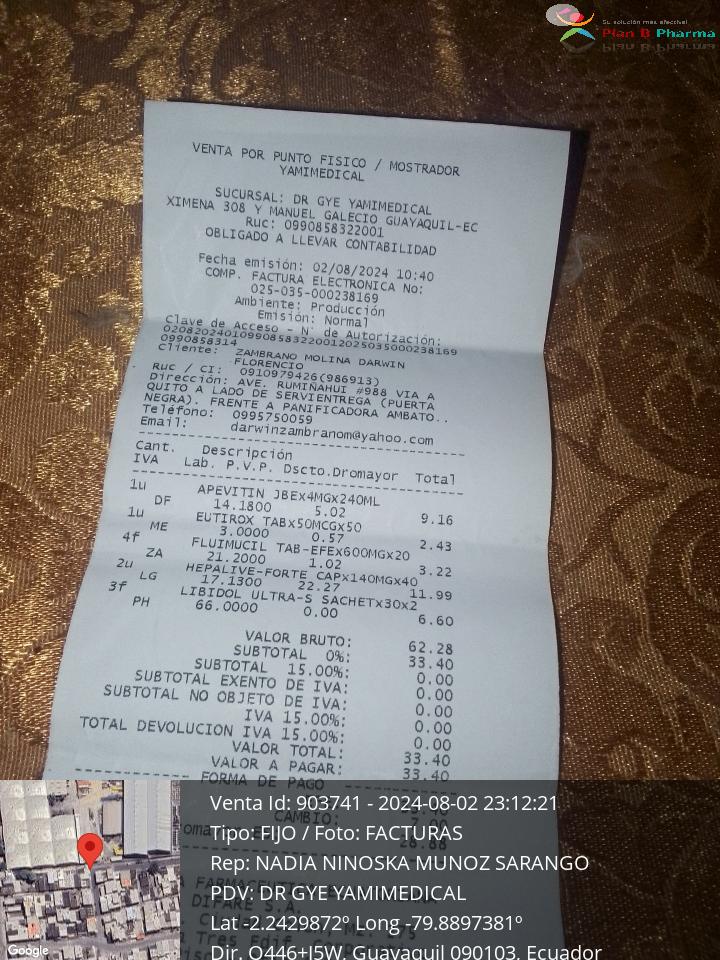 Su solución más efectiva!
Plan B Pharma
VENTA POR PUNTO FISICO / MOSTRADOR
YAMIMEDICAL
SUCURSAL: DR GYE YAMIMEDICAL
XIMENA 308 Y MANUEL GALECIO GUAYAQUIL-EC
Ruc: 0990858322001
OBLIGADO A LLEVAR CONTABILIDAD
Fecha emisión: 02/08/2024 10:40
COMP. FACTURA ELECTRONICA No:
025-035-000238169
Ambiente: Producción
Emisión: Normal
Clave de Acceso - N° de Autorización:
020820240109908583220012025035000238169
0990858314
Cliente: ZAMBRANO MOLINA DARWIN
FLORENCIO
Ruc / CI: 0910979426(986913)
Dirección: AVE. RUMIÑAHUI #988 VIA A
QUITO A LADO DE SERVIENTREGA (PUERTA
NEGRA). FRENTE A PANIFICADORA AMBATO..
Teléfono: 0995750059
Email: darwinzambranom@yahoo.com
Cant. Descripción
IVA Lab. P.V.P. Dscto.Dromayor Total
1u APEVITIN JBEx4MGx240ML
DF 14.1800 5.02 9.16
1u EUTIROX TABx50MCGx50
ME 3.0000 0.57 2.43
4f FLUIMUCIL TAB-EFEx600MGx20
ZA 21.2000 1.02 3.22
2u HEPALIVE-FORTE CAPx140MGx40
LG 17.1300 22.27 11.99
3f LIBIDOL ULTRA-S SACHETx30x2
PH 66.0000 0.00 6.60
VALOR BRUTO: 62.28
SUBTOTAL 0%: 33.40
SUBTOTAL 15.00%: 0.00
SUBTOTAL EXENTO DE IVA: 0.00
SUBTOTAL NO OBJETO DE IVA: 0.00
IVA 15.00%: 0.00
TOTAL DEVOLUCION IVA 15.00%: 0.00
VALOR TOTAL: 33.40
VALOR A PAGAR: 33.40
FORMA DE PAGO
CAMBIO:
28.88
Venta Id: 903741 - 2024-08-02 23:12:21
Tipo: FIJO / Foto: FACTURAS
Rep: NADIA NINOSKA MUNOZ SARANGO
PDV: DR GYE YAMIMEDICAL
Lat -2.2429872º Long -79.8897381º
Dir. Q446+J5W, Guayaquil 090103, Ecuador
DIFARE S.A.
Google